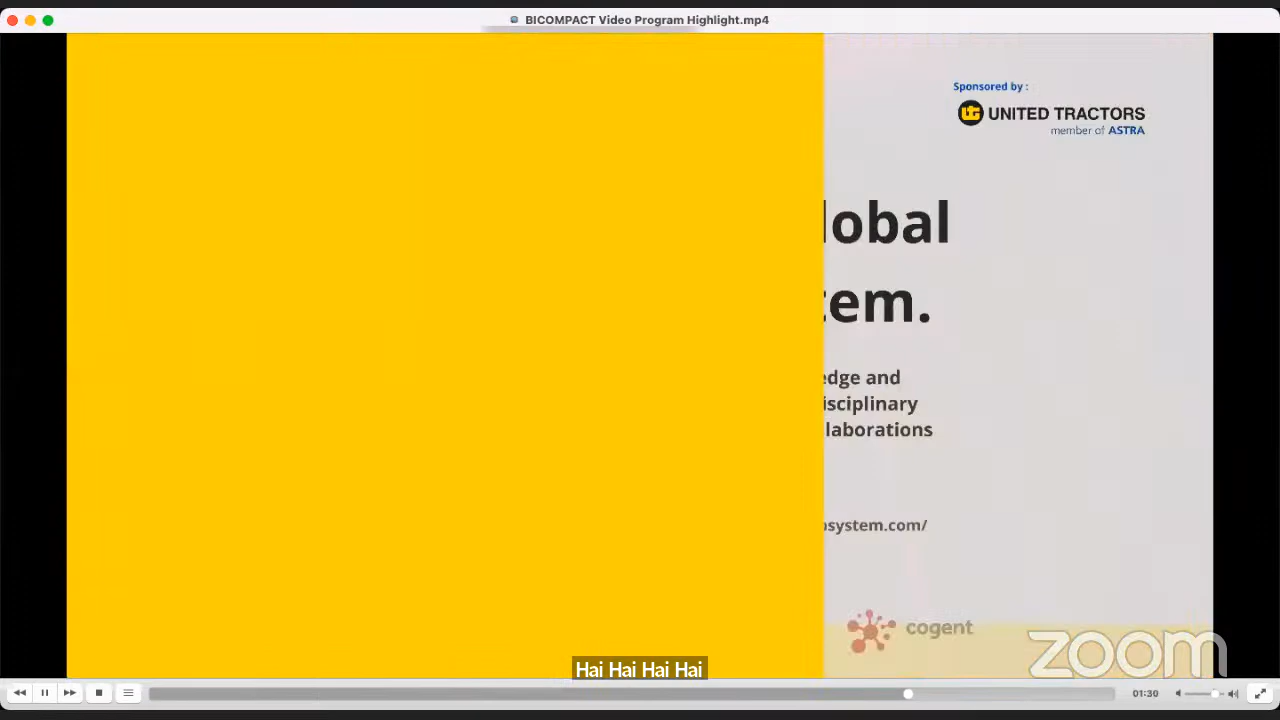 BICOMPACT Video Program Highlight.mp4
Sponsored by :
UT UNITED TRACTORS
member of ASTRA
lobal
tem.
edge and
isciplinary
laborations
system.com/
cogent
zoom
Hai Hai Hai Hai
01:30